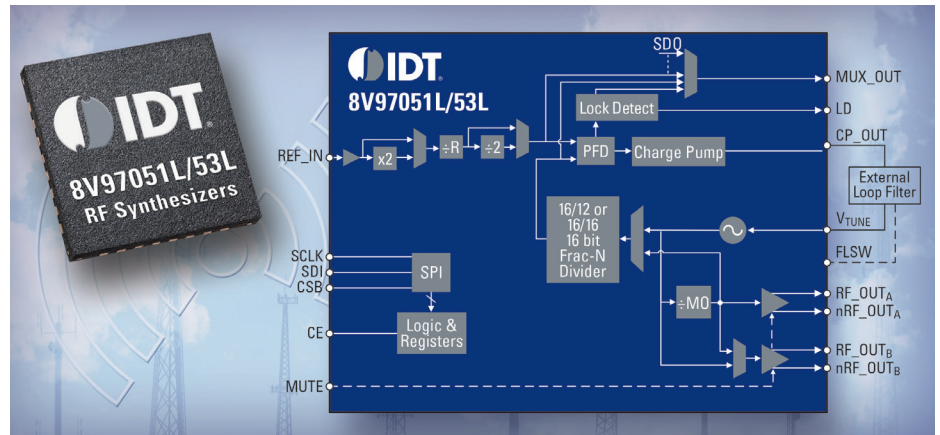 IDT
8V97051L/53L
RF Synthesizers
IDT
8V97051L/53L
SDO
MUX_OUT
Lock Detect
LD
CP_OUT
REF_IN
x2
÷R
÷2
PFD
Charge Pump
External
Loop Filter
16/12 or
16/16
16 bit
Frac-N
Divider
VTUNE
FLSW
SCLK
SDI
CSB
SPI
÷MO
RF_OUTA
nRF_OUTA
CE
Logic &
Registers
RF_OUTB
nRF_OUTB
MUTE